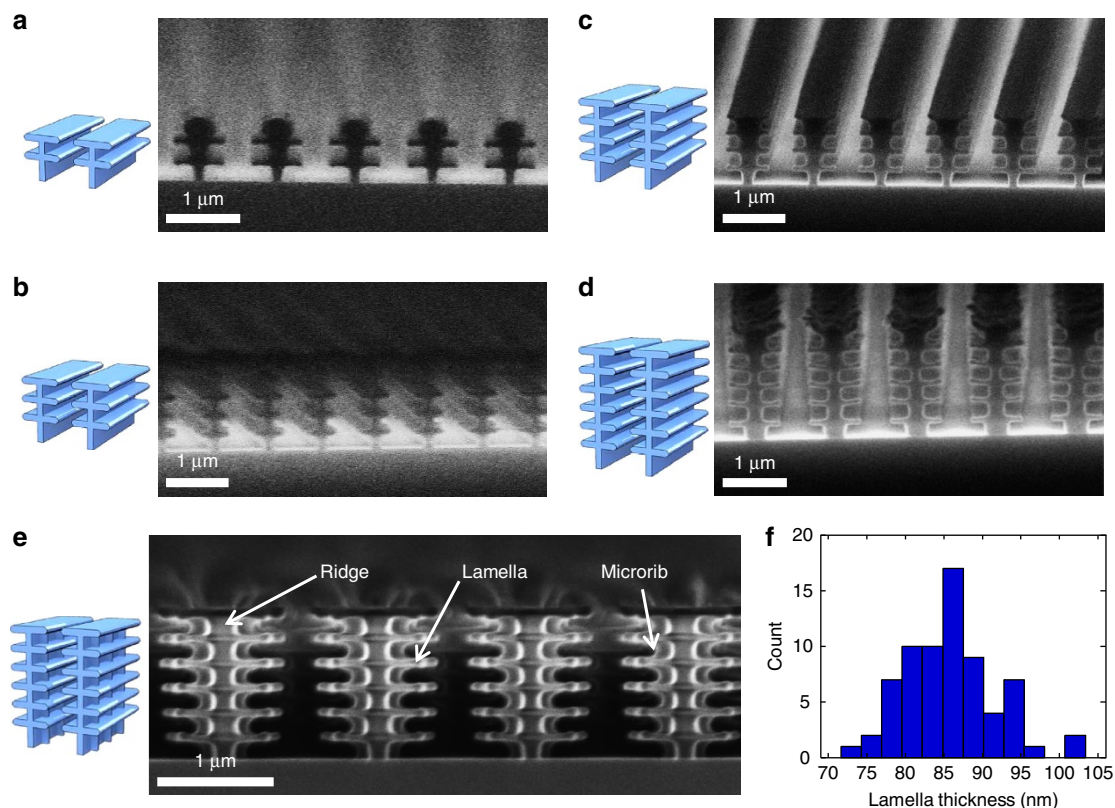 a
1 μm
c
1 μm
b
1 μm
d
1 μm
e
Ridge
Lamella
Microrib
1 μm
f
20
15
10
5
0
Count
70 75 80 85 90 95 100 105
Lamella thickness (nm)